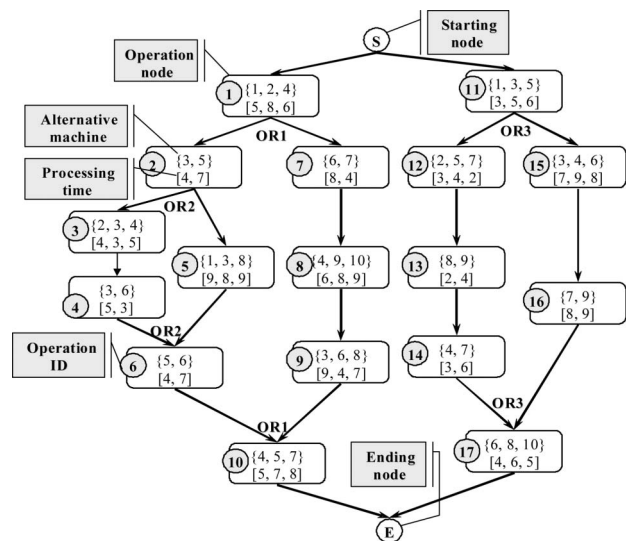 S
Starting
node
Operation
node
1
{1, 2, 4}
[5, 8, 6]
11
{1, 3, 5}
[3, 5, 6]
Alternative
machine
OR1
OR3
2
{3, 5}
[4, 7]
7
{6, 7}
[8, 4]
12
{2, 5, 7}
[3, 4, 2]
15
{3, 4, 6}
[7, 9, 8]
Processing
time
OR2
3
{2, 3, 4}
[4, 3, 5]
5
{1, 3, 8}
[9, 8, 9]
8
{4, 9, 10}
[6, 8, 9]
13
{8, 9}
[2, 4]
4
{3, 6}
[5, 3]
16
{7, 9}
[8, 9]
OR2
Operation
ID
6
{5, 6}
[4, 7]
9
{3, 6, 8}
[9, 4, 7]
14
{4, 7}
[3, 6]
OR1
OR3
10
{4, 5, 7}
[5, 7, 8]
Ending
node
17
{6, 8, 10}
[4, 6, 5]
E